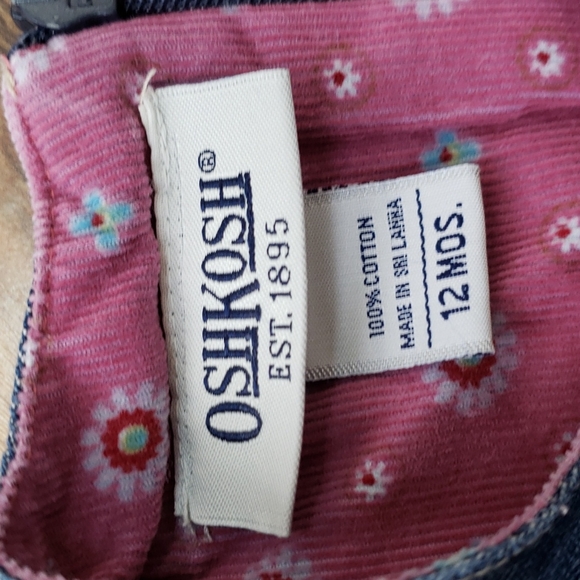 OSHKOSH®
EST. 1895
100% COTTON
MADE IN SRI LANKA
12 MOS.